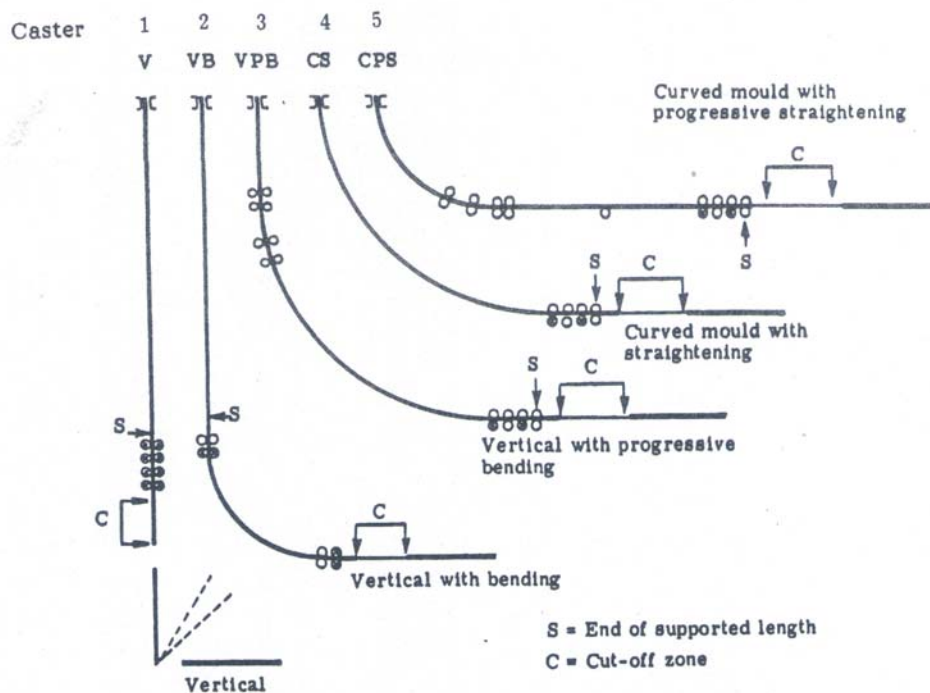 Caster 1 2 3 4 5
V VB VPB CS CPS
Curved mould with
progressive straightening
C
S
S
C
Curved mould with
straightening
S
C
Vertical with progressive
bending
S
S
C
C
Vertical with bending
S = End of supported length
C = Cut-off zone
Vertical